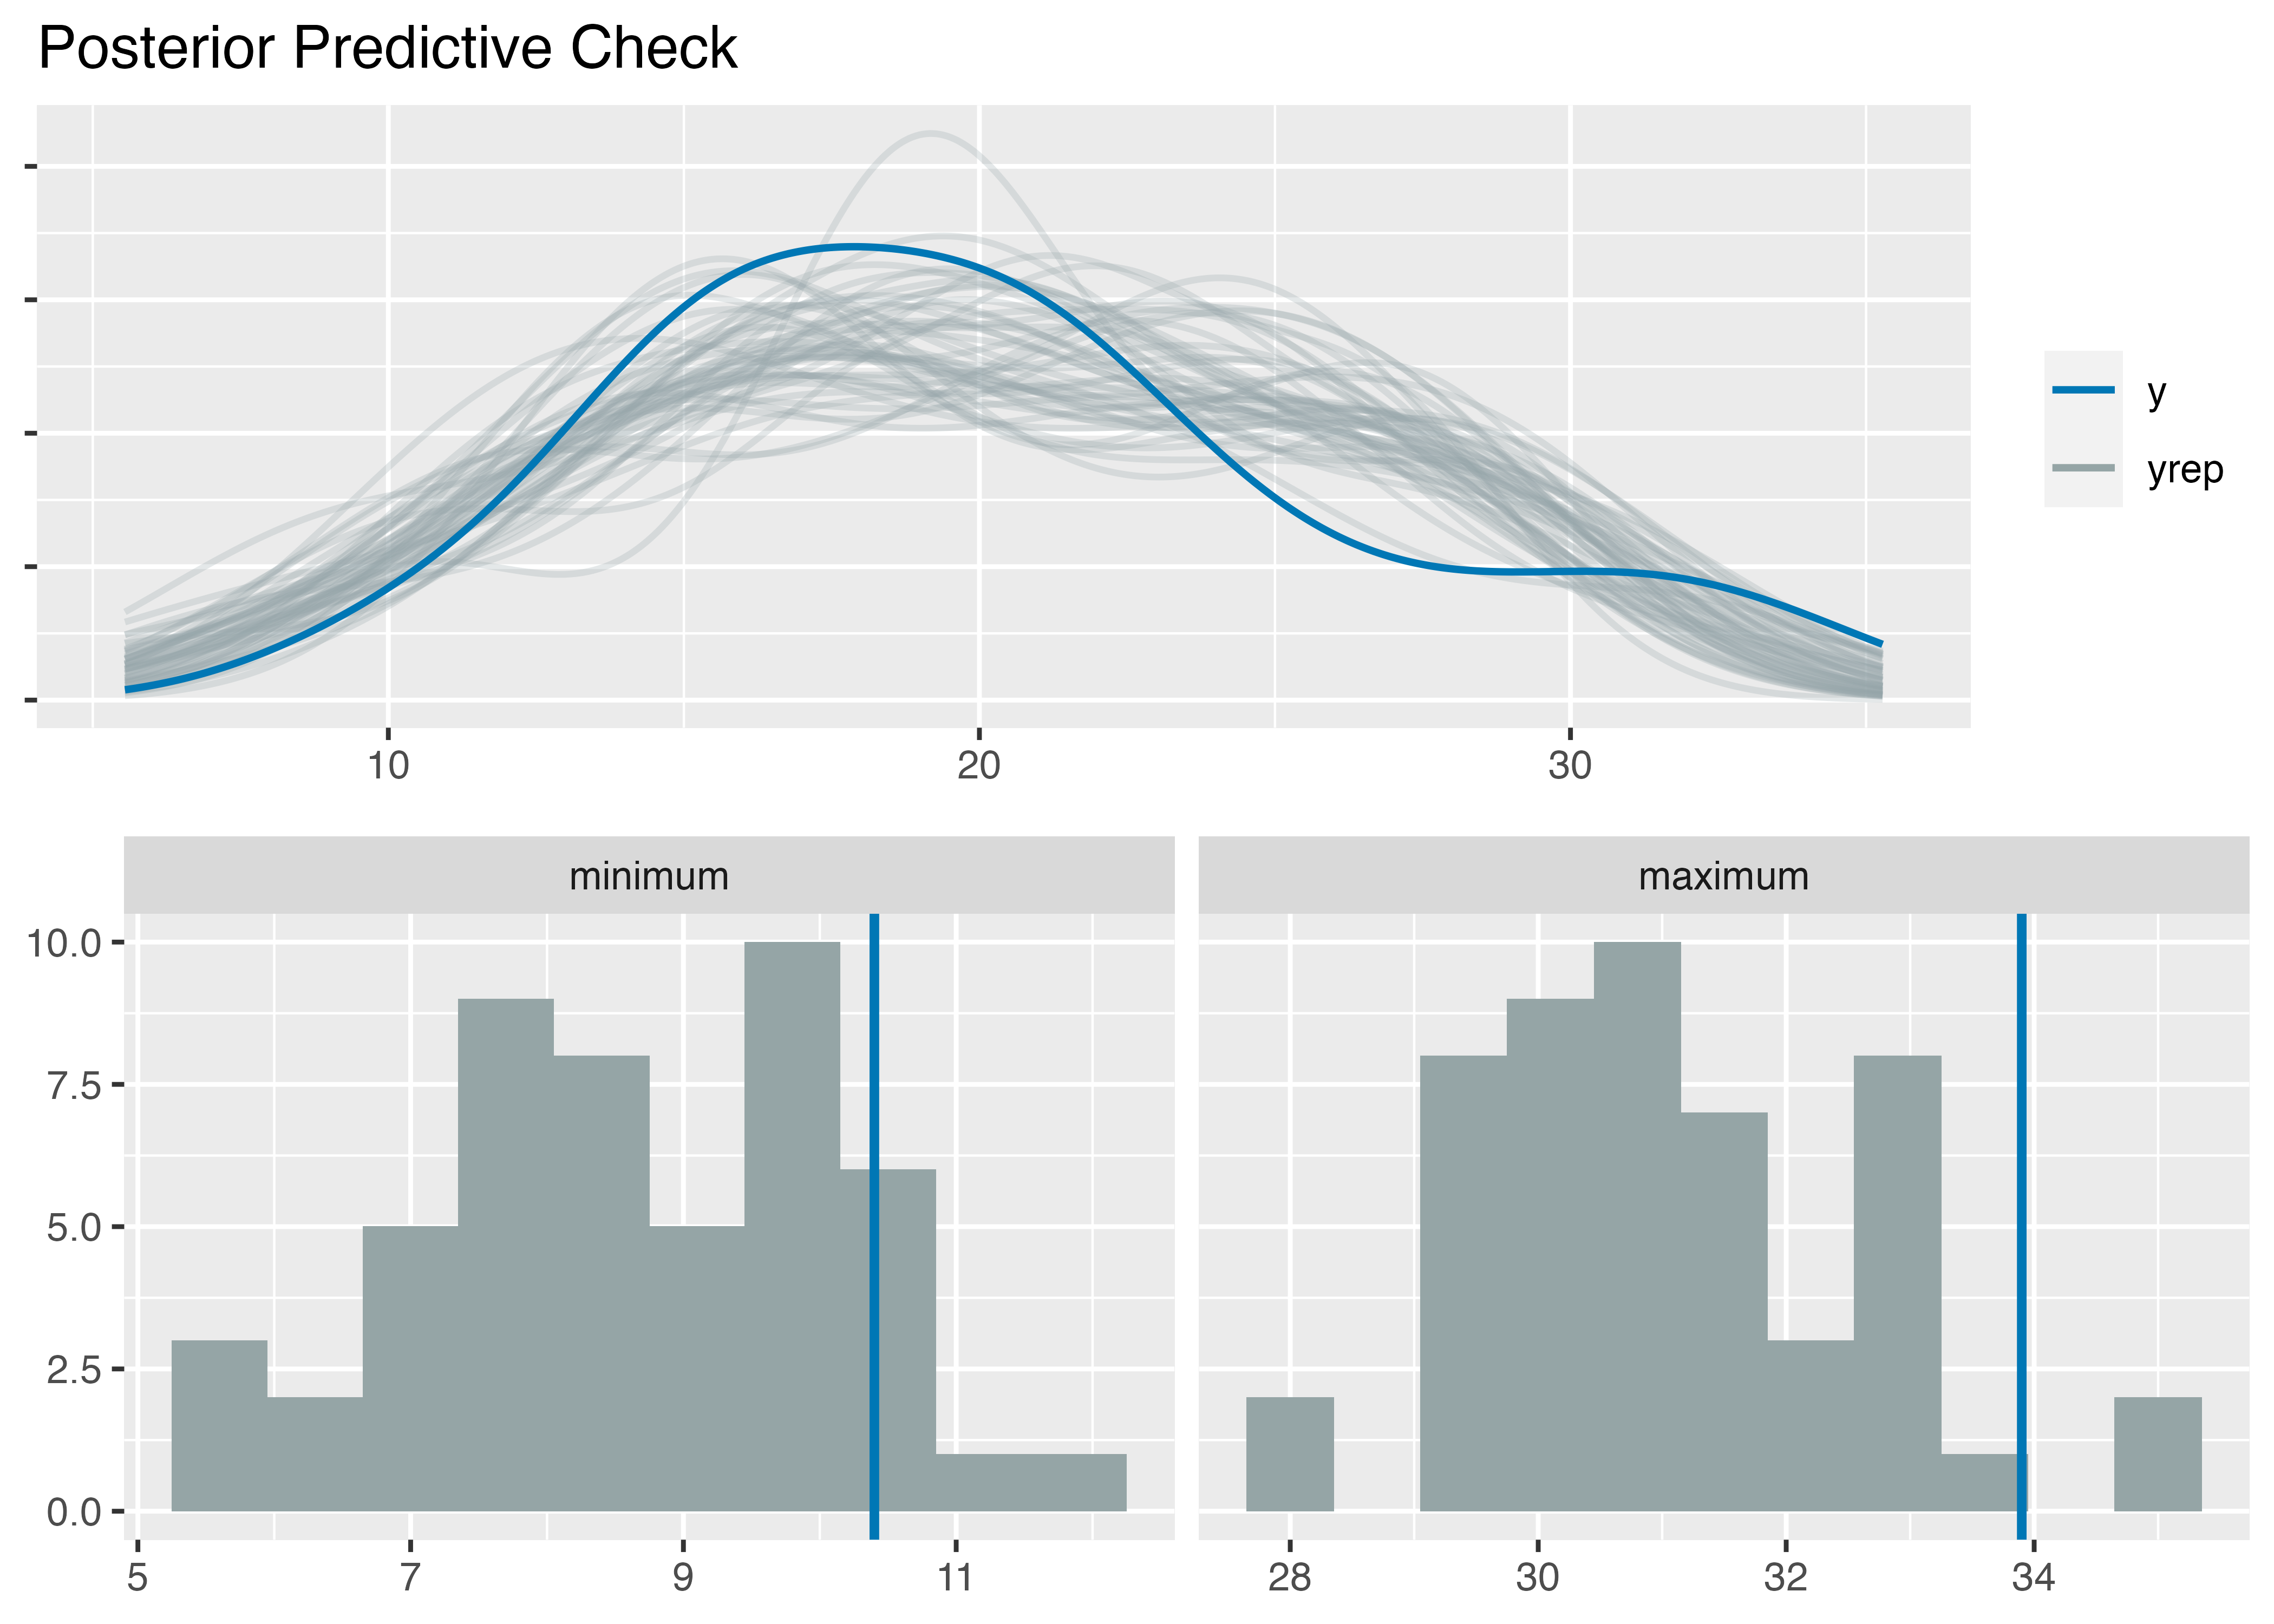 Posterior Predictive Check
y
yrep
10 20 30
minimum maximum
10.0
7.5
5.0
2.5
0.0
5 7 9 11 28 30 32 34